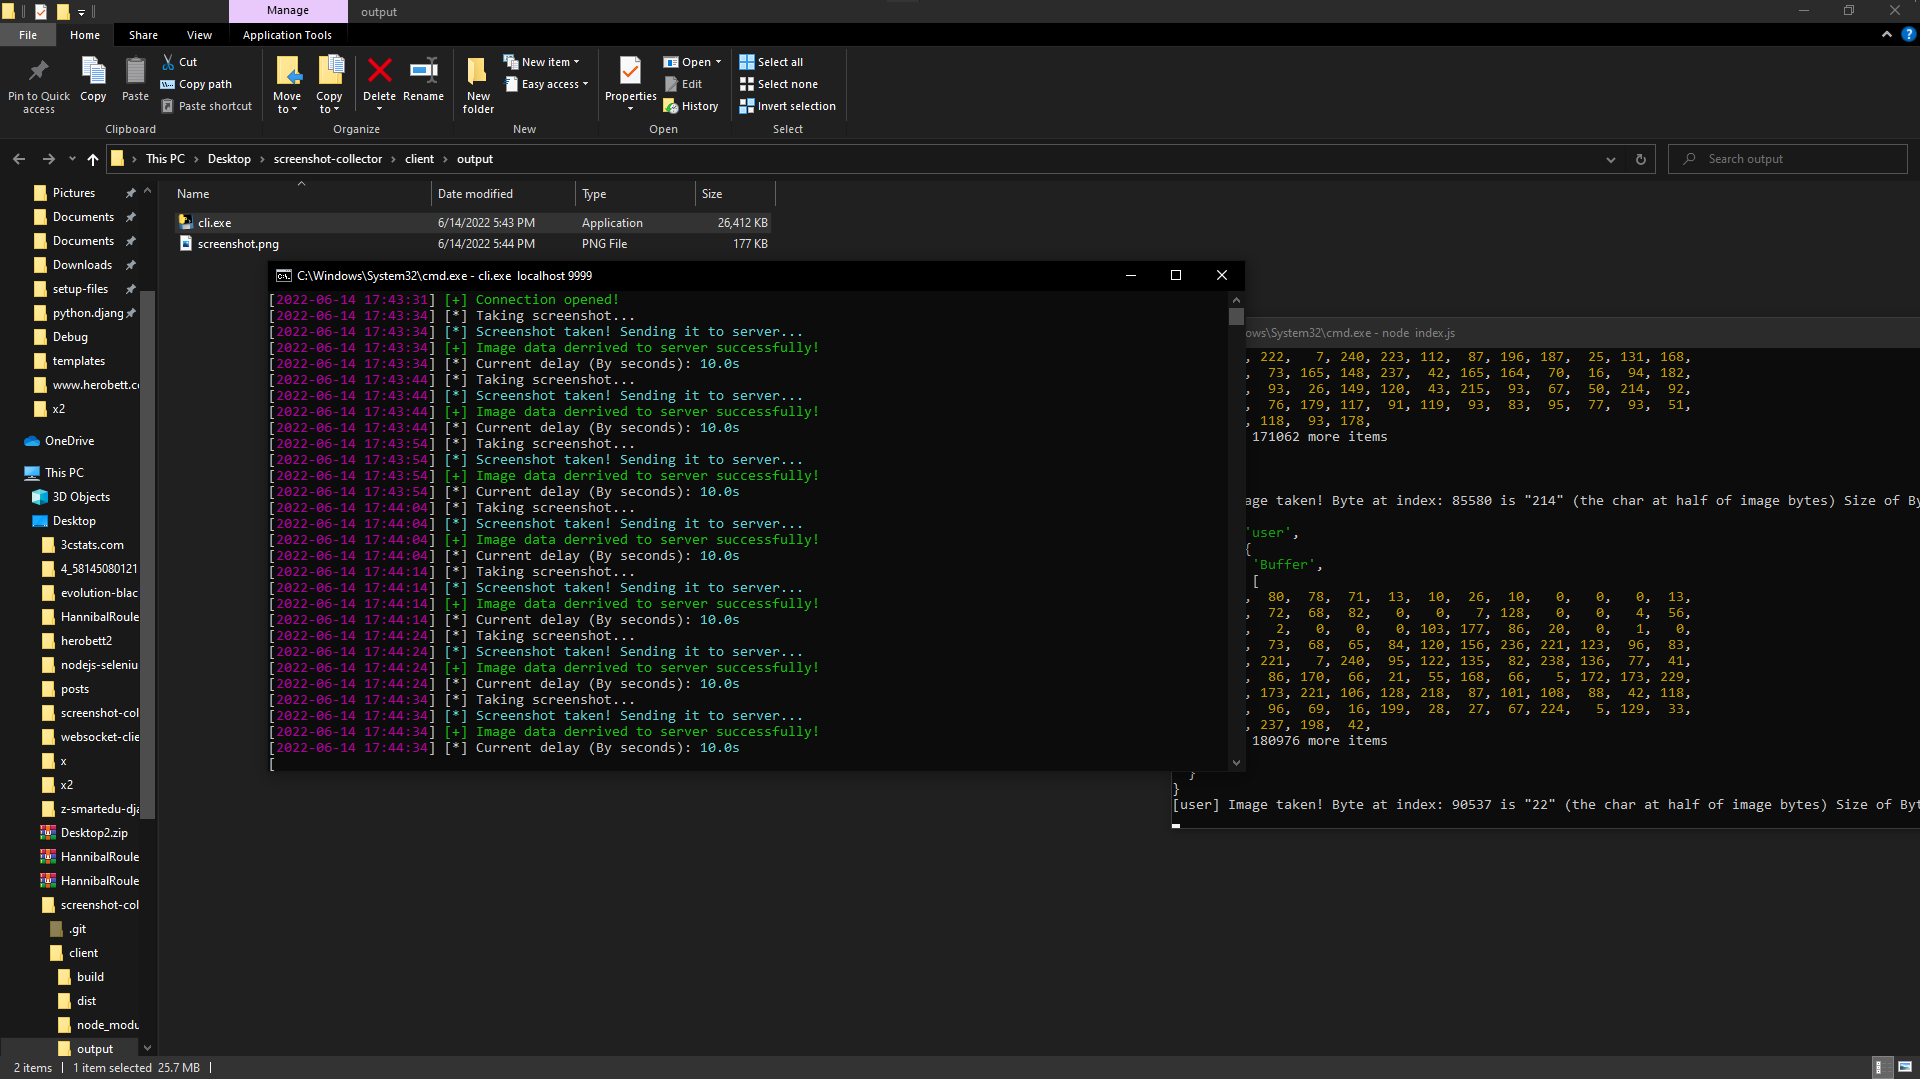 Manage
output
File
Home
Share
View
Application Tools
Pin to Quick access
Copy
Paste
Cut
Copy path
Paste shortcut
Clipboard
Move to
Copy to
Delete
Rename
Organize
New folder
New item
Easy access
New
Properties
Open
Edit
History
Open
Select all
Select none
Invert selection
Select
This PC › Desktop › screenshot-collector › client › output
Search output
Name Date modified Type Size
cli.exe 6/14/2022 5:43 PM Application 26,412 KB
screenshot.png 6/14/2022 5:44 PM PNG File 177 KB
Pictures
Documents
Documents
Downloads
setup-files
python.djang
Debug
templates
www.herobett.c
x2
OneDrive
This PC
3D Objects
Desktop
3cstats.com
4_58145080121
evolution-blac
HannibalRoule
herobett2
nodejs-seleniu
posts
screenshot-col
websocket-clie
x
x2
z-smartedu-dja
Desktop2.zip
HannibalRoule
HannibalRoule
screenshot-col
.git
client
build
dist
node_modu
output
2 items | 1 item selected 25.7 MB |
C:\Windows\System32\cmd.exe - cli.exe localhost 9999
[2022-06-14 17:43:31] [+] Connection opened!
[2022-06-14 17:43:34] [*] Taking screenshot...
[2022-06-14 17:43:34] [*] Screenshot taken! Sending it to server...
[2022-06-14 17:43:34] [+] Image data derrived to server successfully!
[2022-06-14 17:43:34] [*] Current delay (By seconds): 10.0s
[2022-06-14 17:43:44] [*] Taking screenshot...
[2022-06-14 17:43:44] [*] Screenshot taken! Sending it to server...
[2022-06-14 17:43:44] [+] Image data derrived to server successfully!
[2022-06-14 17:43:44] [*] Current delay (By seconds): 10.0s
[2022-06-14 17:43:54] [*] Taking screenshot...
[2022-06-14 17:43:54] [*] Screenshot taken! Sending it to server...
[2022-06-14 17:43:54] [+] Image data derrived to server successfully!
[2022-06-14 17:43:54] [*] Current delay (By seconds): 10.0s
[2022-06-14 17:44:04] [*] Taking screenshot...
[2022-06-14 17:44:04] [*] Screenshot taken! Sending it to server...
[2022-06-14 17:44:04] [+] Image data derrived to server successfully!
[2022-06-14 17:44:04] [*] Current delay (By seconds): 10.0s
[2022-06-14 17:44:14] [*] Taking screenshot...
[2022-06-14 17:44:14] [*] Screenshot taken! Sending it to server...
[2022-06-14 17:44:14] [+] Image data derrived to server successfully!
[2022-06-14 17:44:14] [*] Current delay (By seconds): 10.0s
[2022-06-14 17:44:24] [*] Taking screenshot...
[2022-06-14 17:44:24] [*] Screenshot taken! Sending it to server...
[2022-06-14 17:44:24] [+] Image data derrived to server successfully!
[2022-06-14 17:44:24] [*] Current delay (By seconds): 10.0s
[2022-06-14 17:44:34] [*] Taking screenshot...
[2022-06-14 17:44:34] [*] Screenshot taken! Sending it to server...
[2022-06-14 17:44:34] [+] Image data derrived to server successfully!
[2022-06-14 17:44:34] [*] Current delay (By seconds): 10.0s
[
ows\System32\cmd.exe - node index.js
, 222, 7, 240, 223, 112, 87, 196, 187, 25, 131, 168,
, 73, 165, 148, 237, 42, 165, 164, 70, 16, 94, 182,
, 93, 26, 149, 120, 43, 215, 93, 67, 50, 214, 92,
, 76, 179, 117, 91, 119, 93, 83, 95, 77, 93, 51,
, 118, 93, 178,
171062 more items
age taken! Byte at index: 85580 is "214" (the char at half of image bytes) Size of By
'user',
{
'Buffer',
[
, 80, 78, 71, 13, 10, 26, 10, 0, 0, 0, 13,
, 72, 68, 82, 0, 0, 7, 128, 0, 0, 4, 56,
, 2, 0, 0, 0, 103, 177, 86, 20, 0, 1, 0,
, 73, 68, 65, 84, 120, 156, 236, 221, 123, 96, 83,
, 221, 7, 240, 95, 122, 135, 82, 238, 136, 77, 41,
, 86, 170, 66, 21, 55, 168, 66, 5, 172, 173, 229,
, 173, 221, 106, 128, 218, 87, 101, 108, 88, 42, 118,
, 96, 69, 16, 199, 28, 27, 67, 224, 5, 129, 33,
, 237, 198, 42,
180976 more items
}
}
[user] Image taken! Byte at index: 90537 is "22" (the char at half of image bytes) Size of By